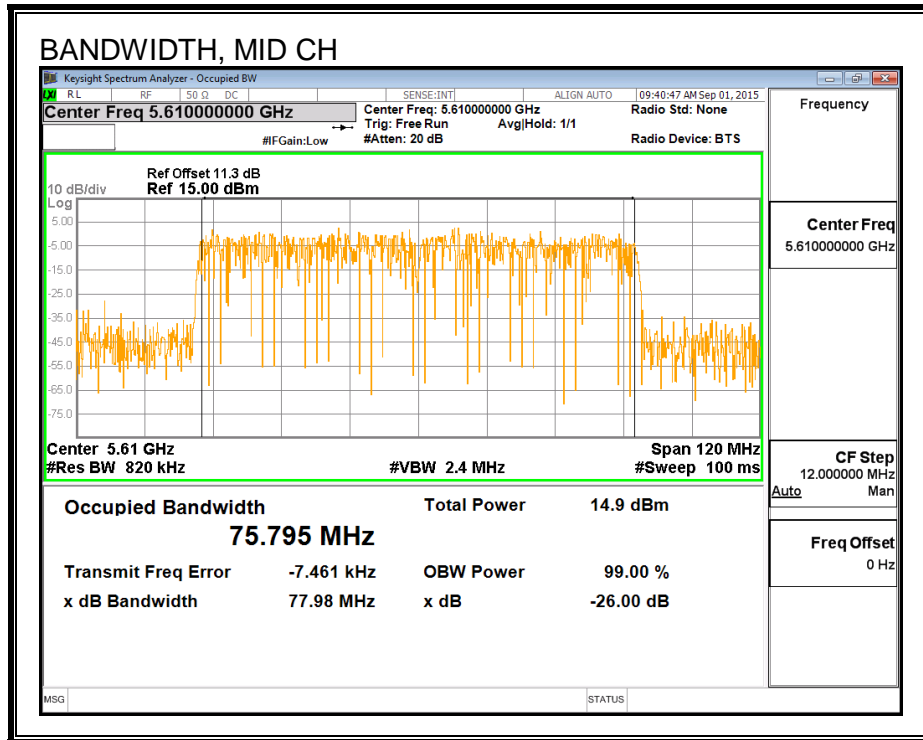 BANDWIDTH, MID CH
Keysight Spectrum Analyzer - Occupied BW
LXI RL RF 50 Ω DC SENSE:INT ALIGN AUTO 09:40:47 AM Sep 01, 2015
Center Freq 5.610000000 GHz
Center Freq: 5.610000000 GHz
Radio Std: None
Trig: Free Run Avg|Hold: 1/1
#IFGain:Low
#Atten: 20 dB
Radio Device: BTS
Frequency
Ref Offset 11.3 dB
10 dB/div Ref 15.00 dBm
Log
5.00
-5.00
-15.0
-25.0
-35.0
-45.0
-55.0
-65.0
-75.0
Center Freq
5.610000000 GHz
Center 5.61 GHz Span 120 MHz
#Res BW 820 kHz #VBW 2.4 MHz #Sweep 100 ms
CF Step
12.000000 MHz
Auto Man
Occupied Bandwidth Total Power 14.9 dBm
75.795 MHz
Transmit Freq Error -7.461 kHz OBW Power 99.00 %
x dB Bandwidth 77.98 MHz x dB -26.00 dB
Freq Offset
0 Hz
MSG STATUS